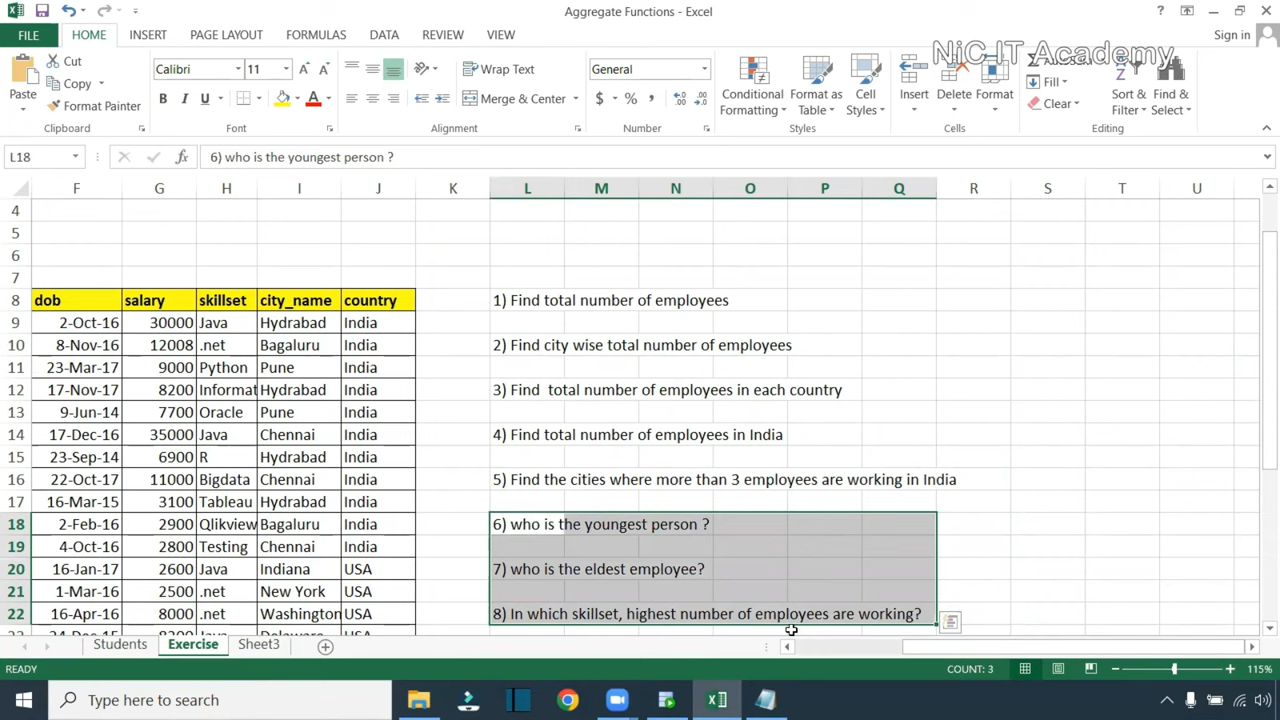 Aggregate Functions - Excel
FILE HOME INSERT PAGE LAYOUT FORMULAS DATA REVIEW VIEW Sign in
NiC IT Academy
Paste Cut Copy Format Painter
Calibri 11 Wrap Text Merge & Center General
Conditional Formatting Format as Table Cell Styles
Insert Delete Format Fill Clear Sort & Filter Find & Select
Clipboard Font Alignment Number Styles Cells Editing
L18 6) who is the youngest person ?
F G H I J K L M N O P Q R S T U
4
5
6
7
8 dob salary skillset city_name country 1) Find total number of employees
9 2-Oct-16 30000 Java Hydrabad India
10 8-Nov-16 12008 .net Bagaluru India 2) Find city wise total number of employees
11 23-Mar-17 9000 Python Pune India
12 17-Nov-17 8200 Informat Hydrabad India 3) Find  total number of employees in each country
13 9-Jun-14 7700 Oracle Pune India
14 17-Dec-16 35000 Java Chennai India 4) Find total number of employees in India
15 23-Sep-14 6900 R Hydrabad India
16 22-Oct-17 11000 Bigdata Chennai India 5) Find the cities where more than 3 employees are working in India
17 16-Mar-15 3100 Tableau Hydrabad India
18 2-Feb-16 2900 Qlikview Bagaluru India 6) who is the youngest person ?
19 4-Oct-16 2800 Testing Chennai India
20 16-Jan-17 2600 Java Indiana USA 7) who is the eldest employee?
21 1-Mar-16 2500 .net New York USA
22 16-Apr-16 8000 .net Washington USA 8) In which skillset, highest number of employees are working?
Students Exercise Sheet3
READY COUNT: 3 115%
Type here to search